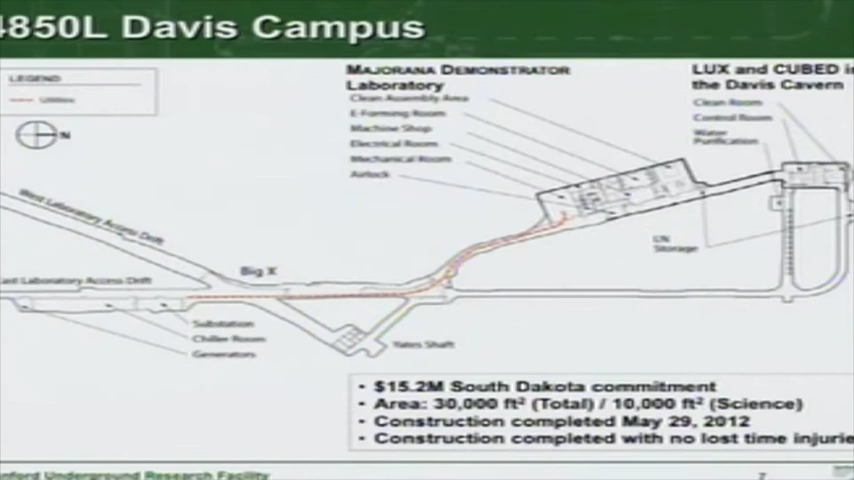 4850L Davis Campus
LEGEND
Utilities
N
MAJORANA DEMONSTRATOR
Laboratory
Clean Assembly Area
E-Forming Room
Machine Shop
Electrical Room
Mechanical Room
Airlock
LUX and CUBED in
the Davis Cavern
Clean Room
Control Room
Water
Purification
LN
Storage
West Laboratory Access Drift
East Laboratory Access Drift
Big X
Substation
Chiller Room
Generators
Yates Shaft
• $15.2M South Dakota commitment
• Area: 30,000 ft² (Total) / 10,000 ft² (Science)
• Construction completed May 29, 2012
• Construction completed with no lost time injurie
nford Underground Research Facility
7